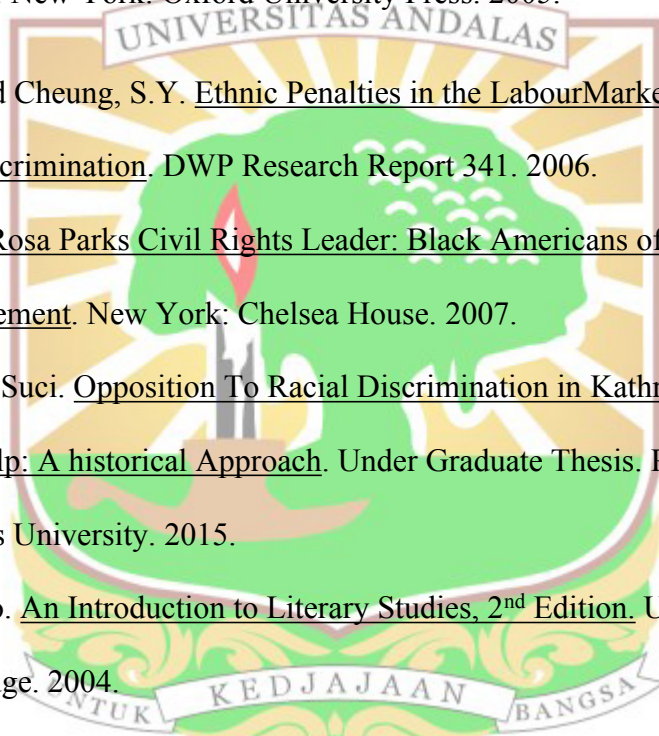 New York: Oxford University Press. 2005.
UNIVERSITAS ANDALAS
d Cheung, S.Y. Ethnic Penalties in the LabourMarke
crimination. DWP Research Report 341. 2006.
Rosa Parks Civil Rights Leader: Black Americans of
ement. New York: Chelsea House. 2007.
Suci. Opposition To Racial Discrimination in Kathr
lp: A historical Approach. Under Graduate Thesis.
s University. 2015.
o. An Introduction to Literary Studies, 2nd Edition. U
ge. 2004.
UNTUK KEDJAJAAN BANGSA